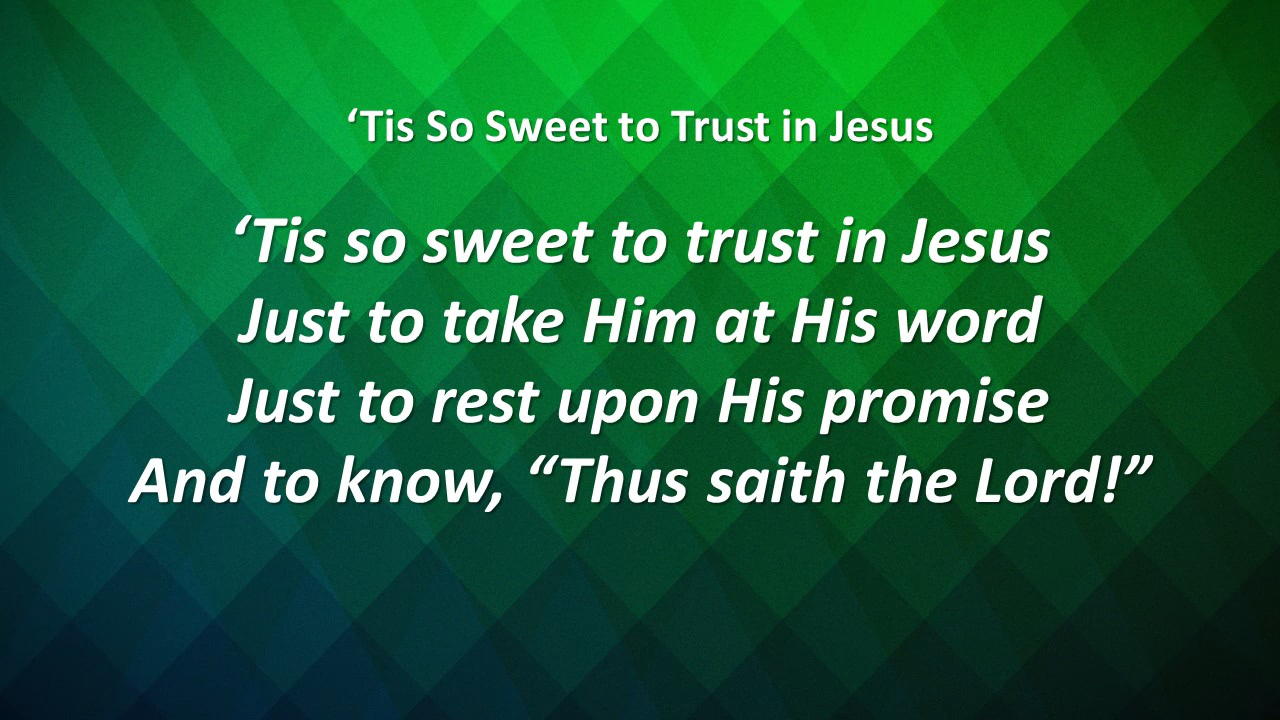 ‘Tis So Sweet to Trust in Jesus
‘Tis so sweet to trust in Jesus
Just to take Him at His word
Just to rest upon His promise
And to know, “Thus saith the Lord!”